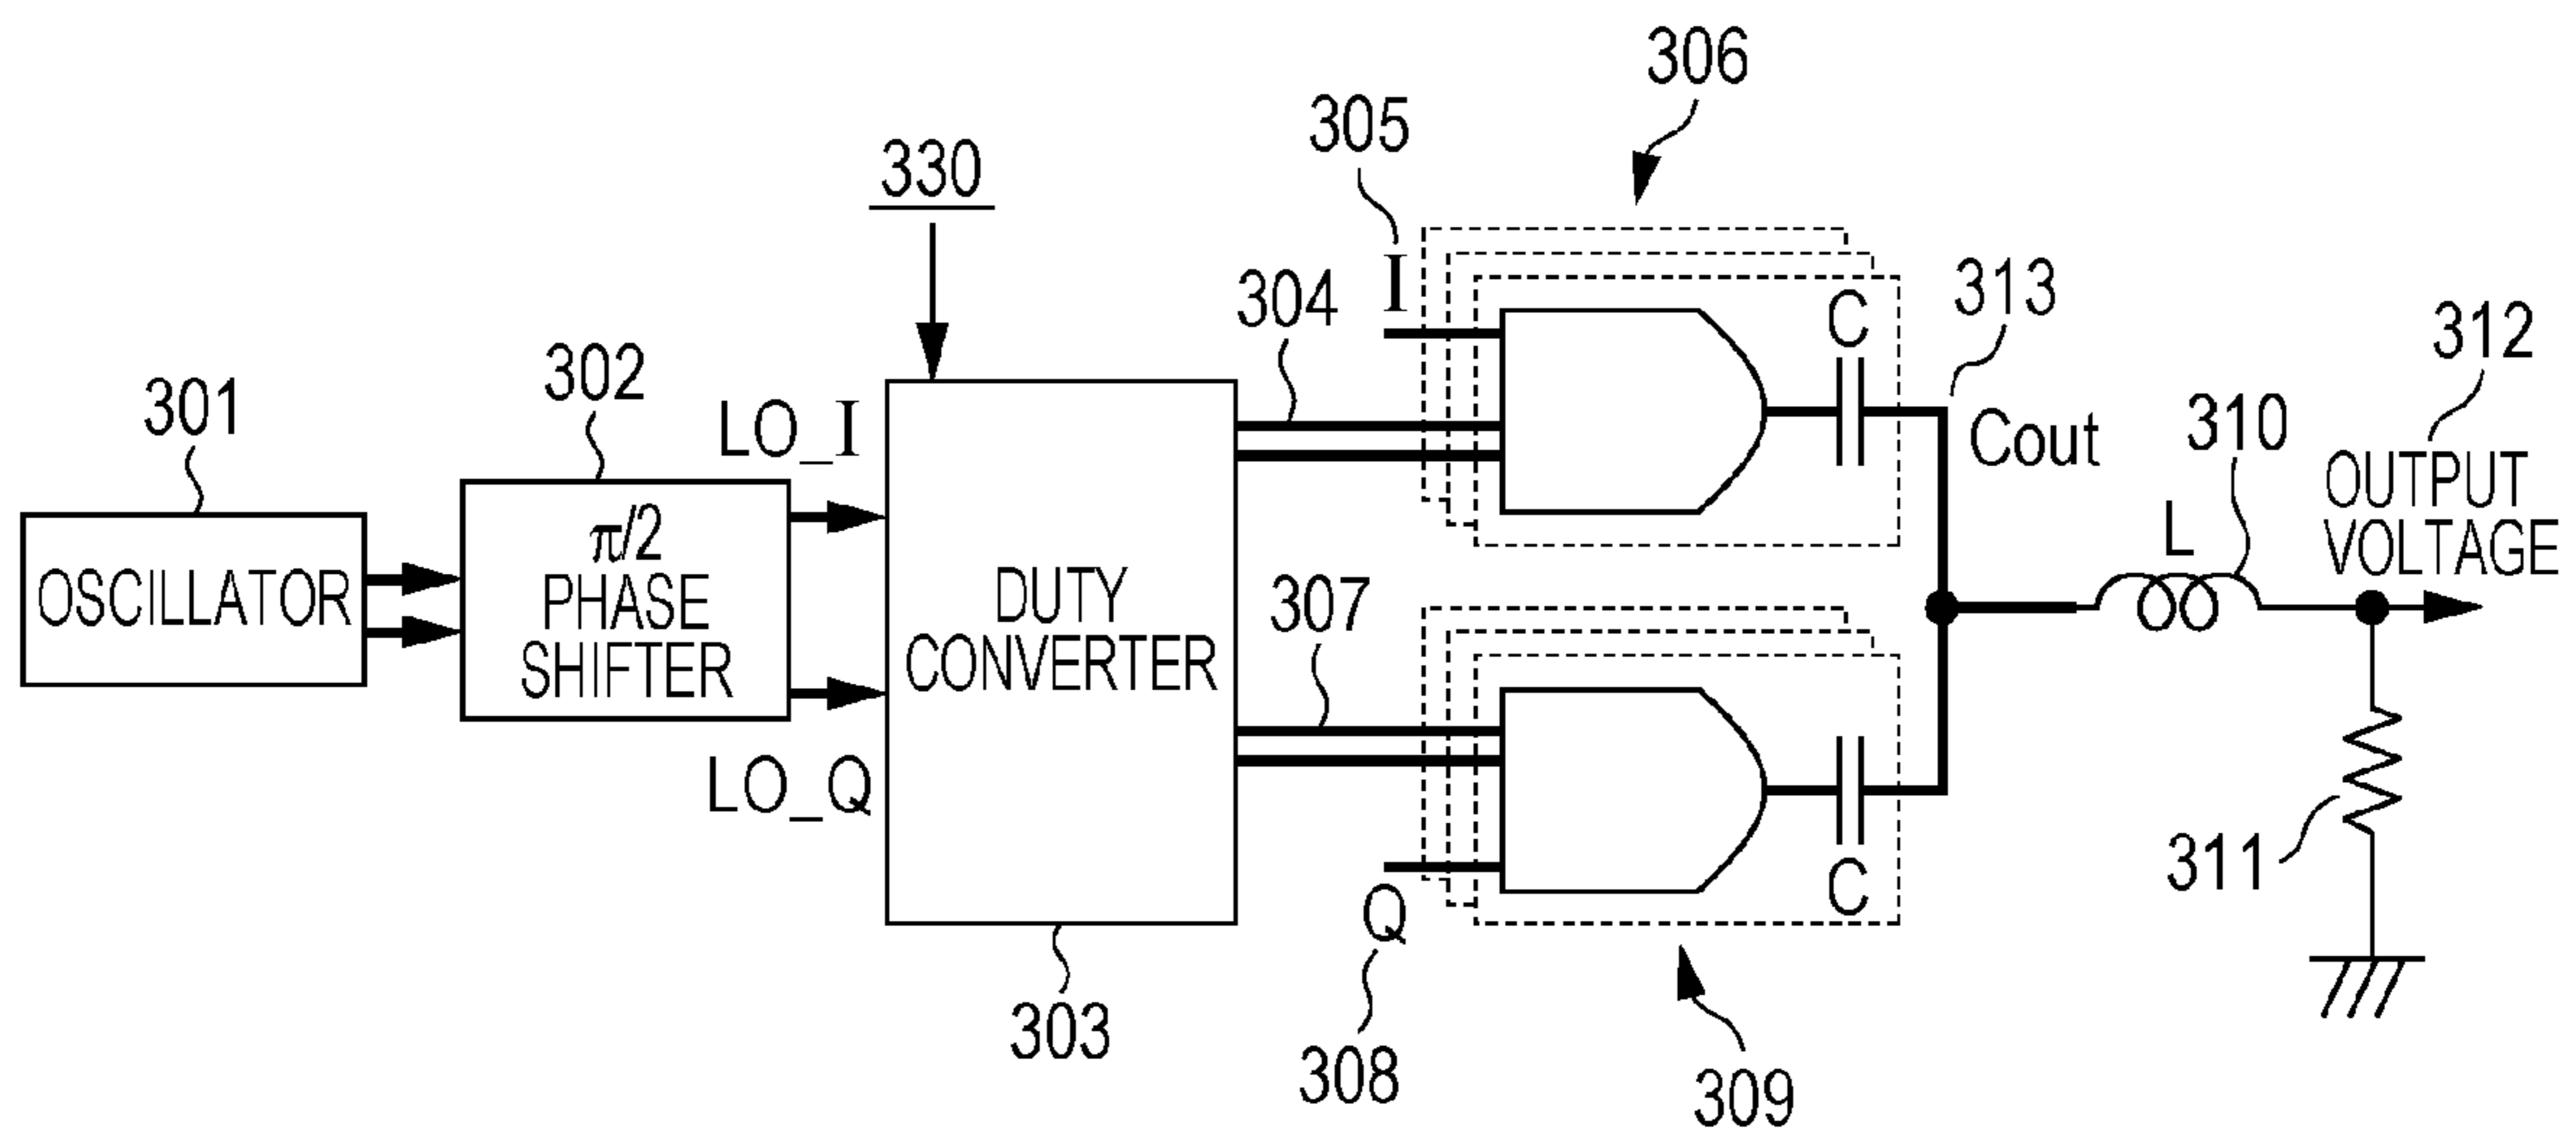 306
305
330
I
304
C
313
312
302
301
LO_I
Cout
310
OUTPUT
VOLTAGE
L
π/2
PHASE
SHIFTER
OSCILLATOR
DUTY
CONVERTER
307
LO_Q
311
C
Q
303
308
309